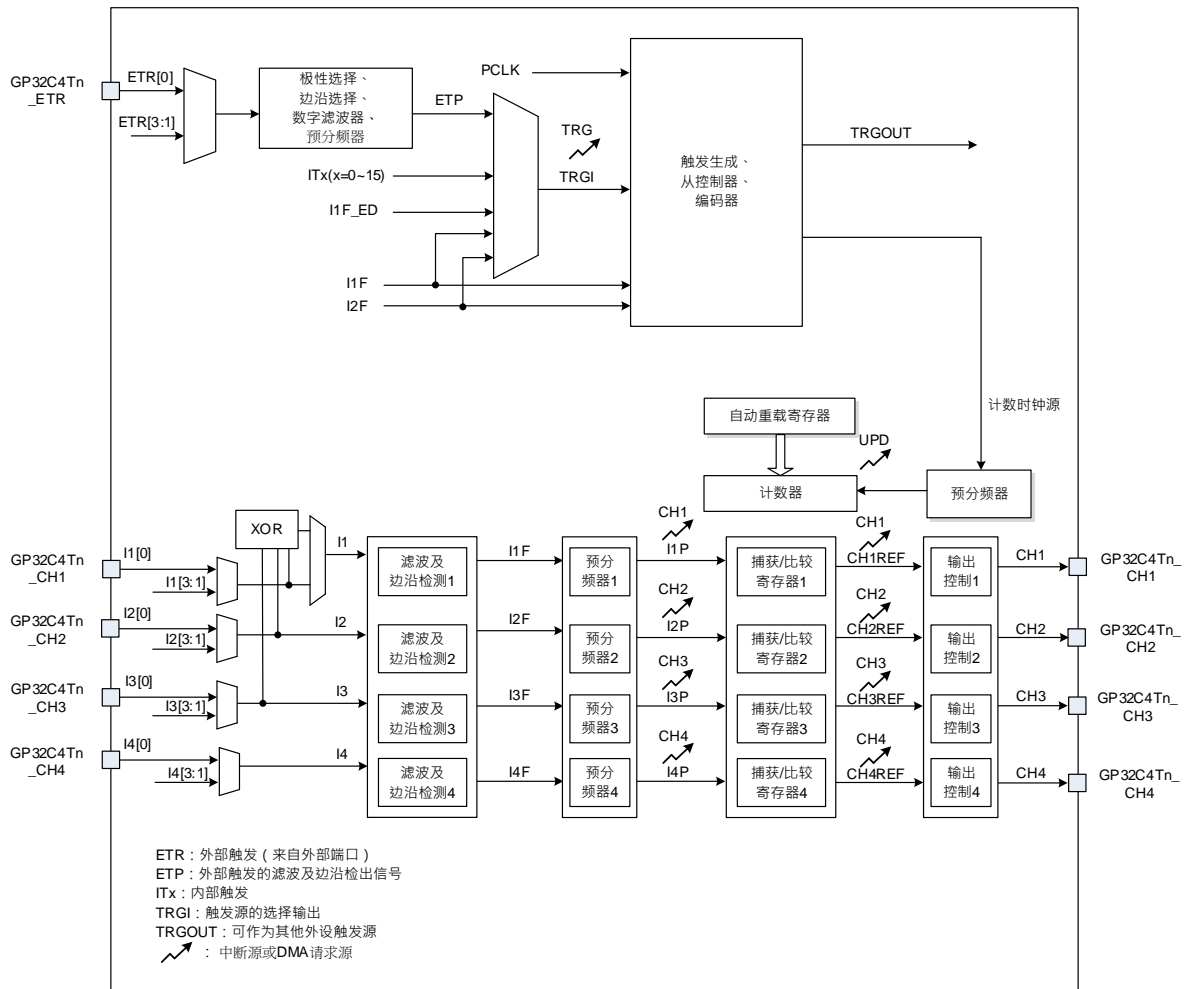 GP32C4Tn
_ETR
ETR[0]
ETR[3:1]
极性选择、
边沿选择、
数字滤波器、
预分频器
ETP
PCLK
ITx(x=0~15)
I1F_ED
I1F
I2F
TRG
TRGI
触发生成、
从控制器、
编码器
TRGOUT
计数时钟源
自动重载寄存器
UPD
计数器
预分频器
XOR
GP32C4Tn
_CH1
I1[0]
I1[3:1]
I1
滤波及
边沿检测1
I1F
预分
频器1
CH1
I1P
捕获/比较
寄存器1
CH1
CH1REF
输出
控制1
CH1
GP32C4Tn_
CH1
GP32C4Tn
_CH2
I2[0]
I2[3:1]
I2
滤波及
边沿检测2
I2F
预分
频器2
CH2
I2P
捕获/比较
寄存器2
CH2
CH2REF
输出
控制2
CH2
GP32C4Tn_
CH2
GP32C4Tn
_CH3
I3[0]
I3[3:1]
I3
滤波及
边沿检测3
I3F
预分
频器3
CH3
I3P
捕获/比较
寄存器3
CH3
CH3REF
输出
控制3
CH3
GP32C4Tn_
CH3
GP32C4Tn
_CH4
I4[0]
I4[3:1]
I4
滤波及
边沿检测4
I4F
预分
频器4
CH4
I4P
捕获/比较
寄存器4
CH4
CH4REF
输出
控制4
CH4
GP32C4Tn_
CH4
ETR：外部触发（来自外部端口）
ETP：外部触发的滤波及边沿检出信号
ITx：内部触发
TRGI：触发源的选择输出
TRGOUT：可作为其他外设触发源
：中断源或DMA请求源